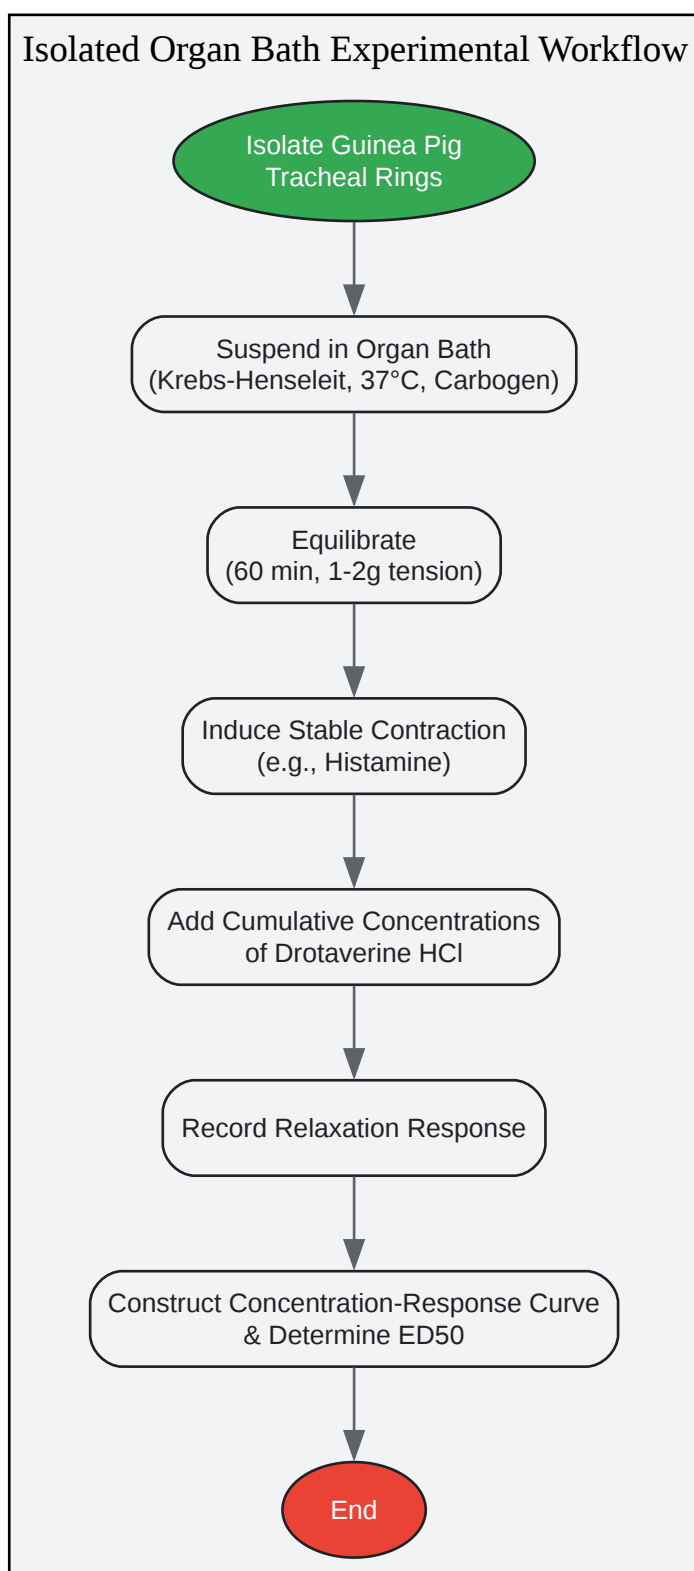 Isolated Organ Bath Experimental Workflow
Isolate Guinea Pig
Tracheal Rings
Suspend in Organ Bath
(Krebs-Henseleit, 37°C, Carbogen)
Equilibrate
(60 min, 1-2g tension)
Induce Stable Contraction
(e.g., Histamine)
Add Cumulative Concentrations
of Drotaverine HCl
Record Relaxation Response
Construct Concentration-Response Curve
& Determine ED50
End